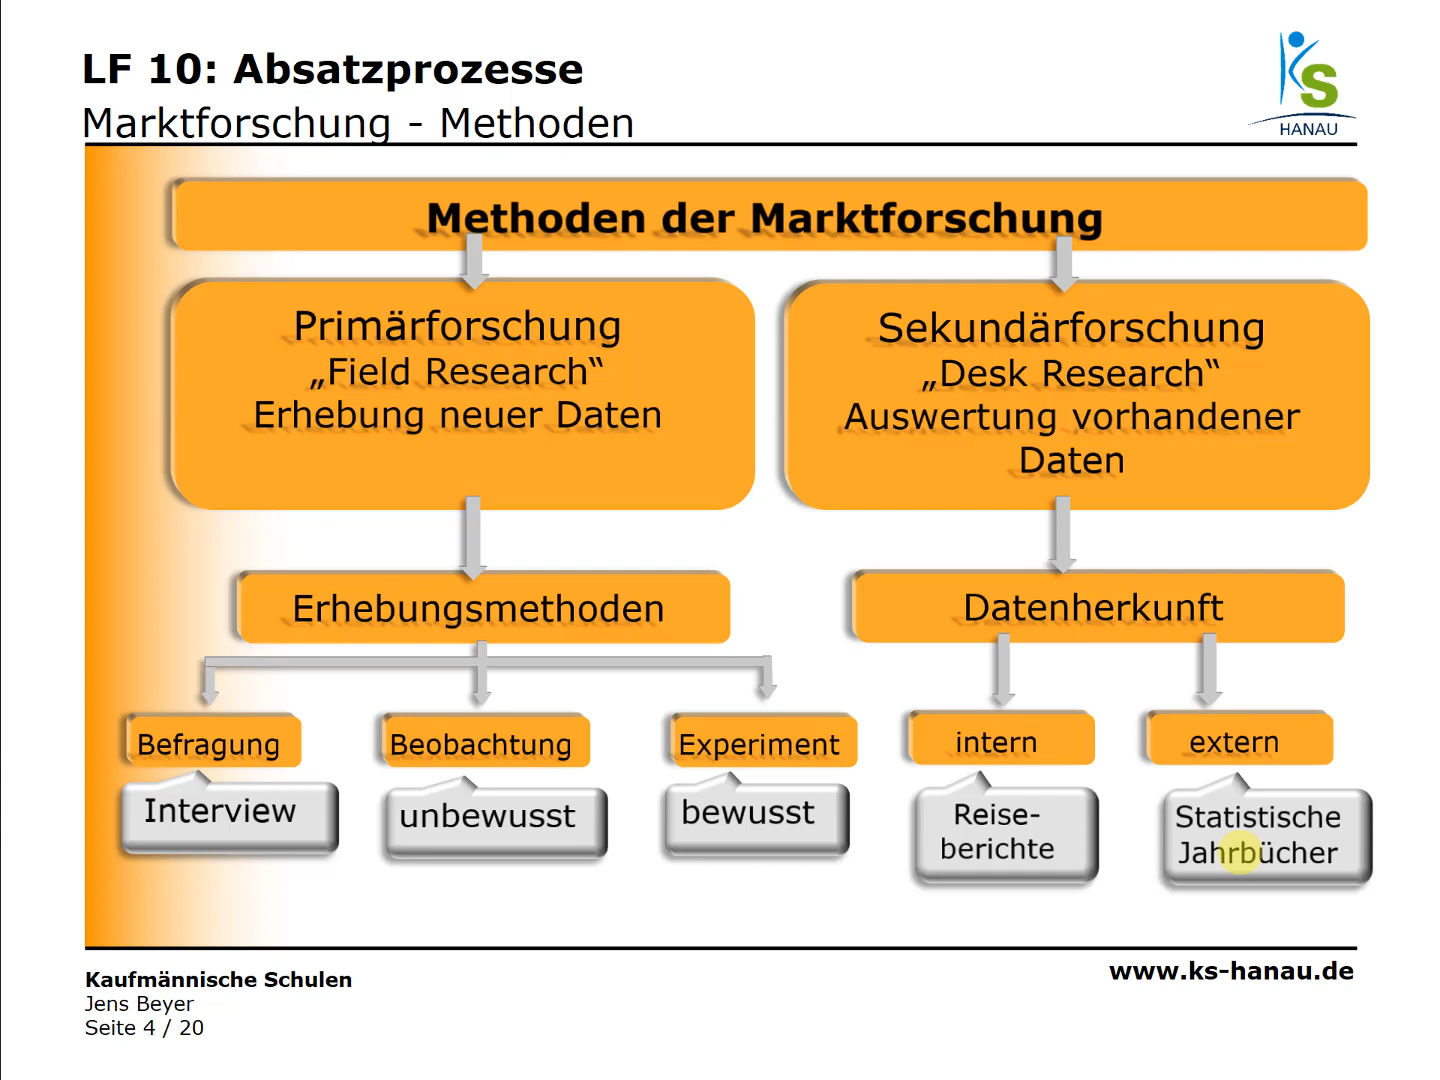 LF 10: Absatzprozesse
Marktforschung - Methoden
KS
HANAU
Methoden der Marktforschung
Primärforschung
„Field Research“
Erhebung neuer Daten
Sekundärforschung
„Desk Research“
Auswertung vorhandener
Daten
Erhebungsmethoden
Datenherkunft
Befragung
Beobachtung
Experiment
intern
extern
Interview
unbewusst
bewusst
Reise-
berichte
Statistische
Jahrbücher
Kaufmännische Schulen
Jens Beyer
Seite 4 / 20
www.ks-hanau.de